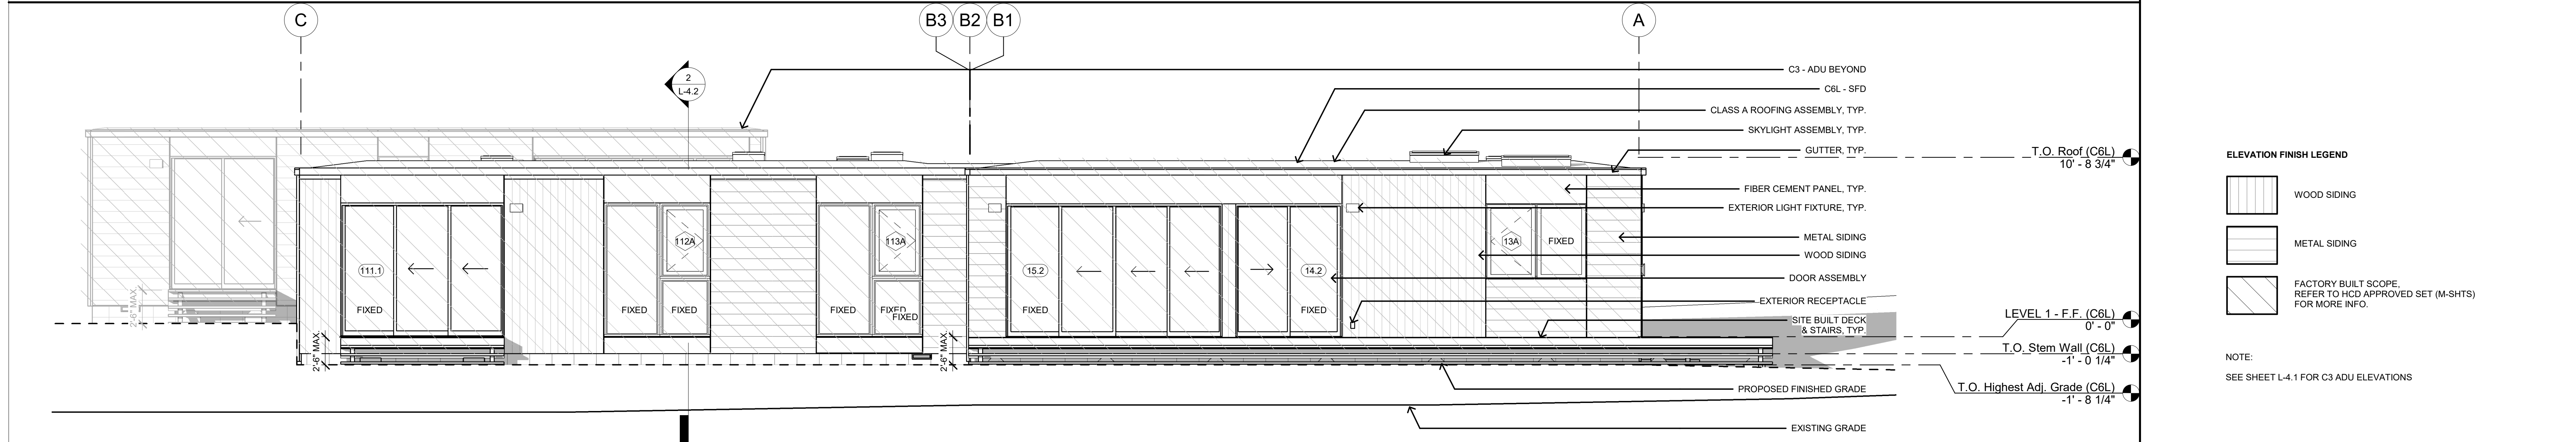 C
B3
B2
B1
A
2
L-4.2
C3 - ADU BEYOND
C6L - SFD
CLASS A ROOFING ASSEMBLY, TYP.
SKYLIGHT ASSEMBLY, TYP.
GUTTER, TYP.
FIBER CEMENT PANEL, TYP.
EXTERIOR LIGHT FIXTURE, TYP.
METAL SIDING
WOOD SIDING
DOOR ASSEMBLY
EXTERIOR RECEPTACLE
SITE BUILT DECK
& STAIRS, TYP.
PROPOSED FINISHED GRADE
EXISTING GRADE
T.O. Roof (C6L)
10' - 8 3/4"
LEVEL 1 - F.F. (C6L)
0' - 0"
T.O. Stem Wall (C6L)
-1' - 0 1/4"
T.O. Highest Adj. Grade (C6L)
-1' - 8 1/4"
111.1
FIXED
112A
FIXED
FIXED
113A
FIXED
FIXED
FIXED
15.2
FIXED
14.2
FIXED
13A
FIXED
2'-6" MAX.
2'-6" MAX.
2'-6" MAX.
ELEVATION FINISH LEGEND
WOOD SIDING
METAL SIDING
FACTORY BUILT SCOPE,
REFER TO HCD APPROVED SET (M-SHTS)
FOR MORE INFO.
NOTE:
SEE SHEET L-4.1 FOR C3 ADU ELEVATIONS